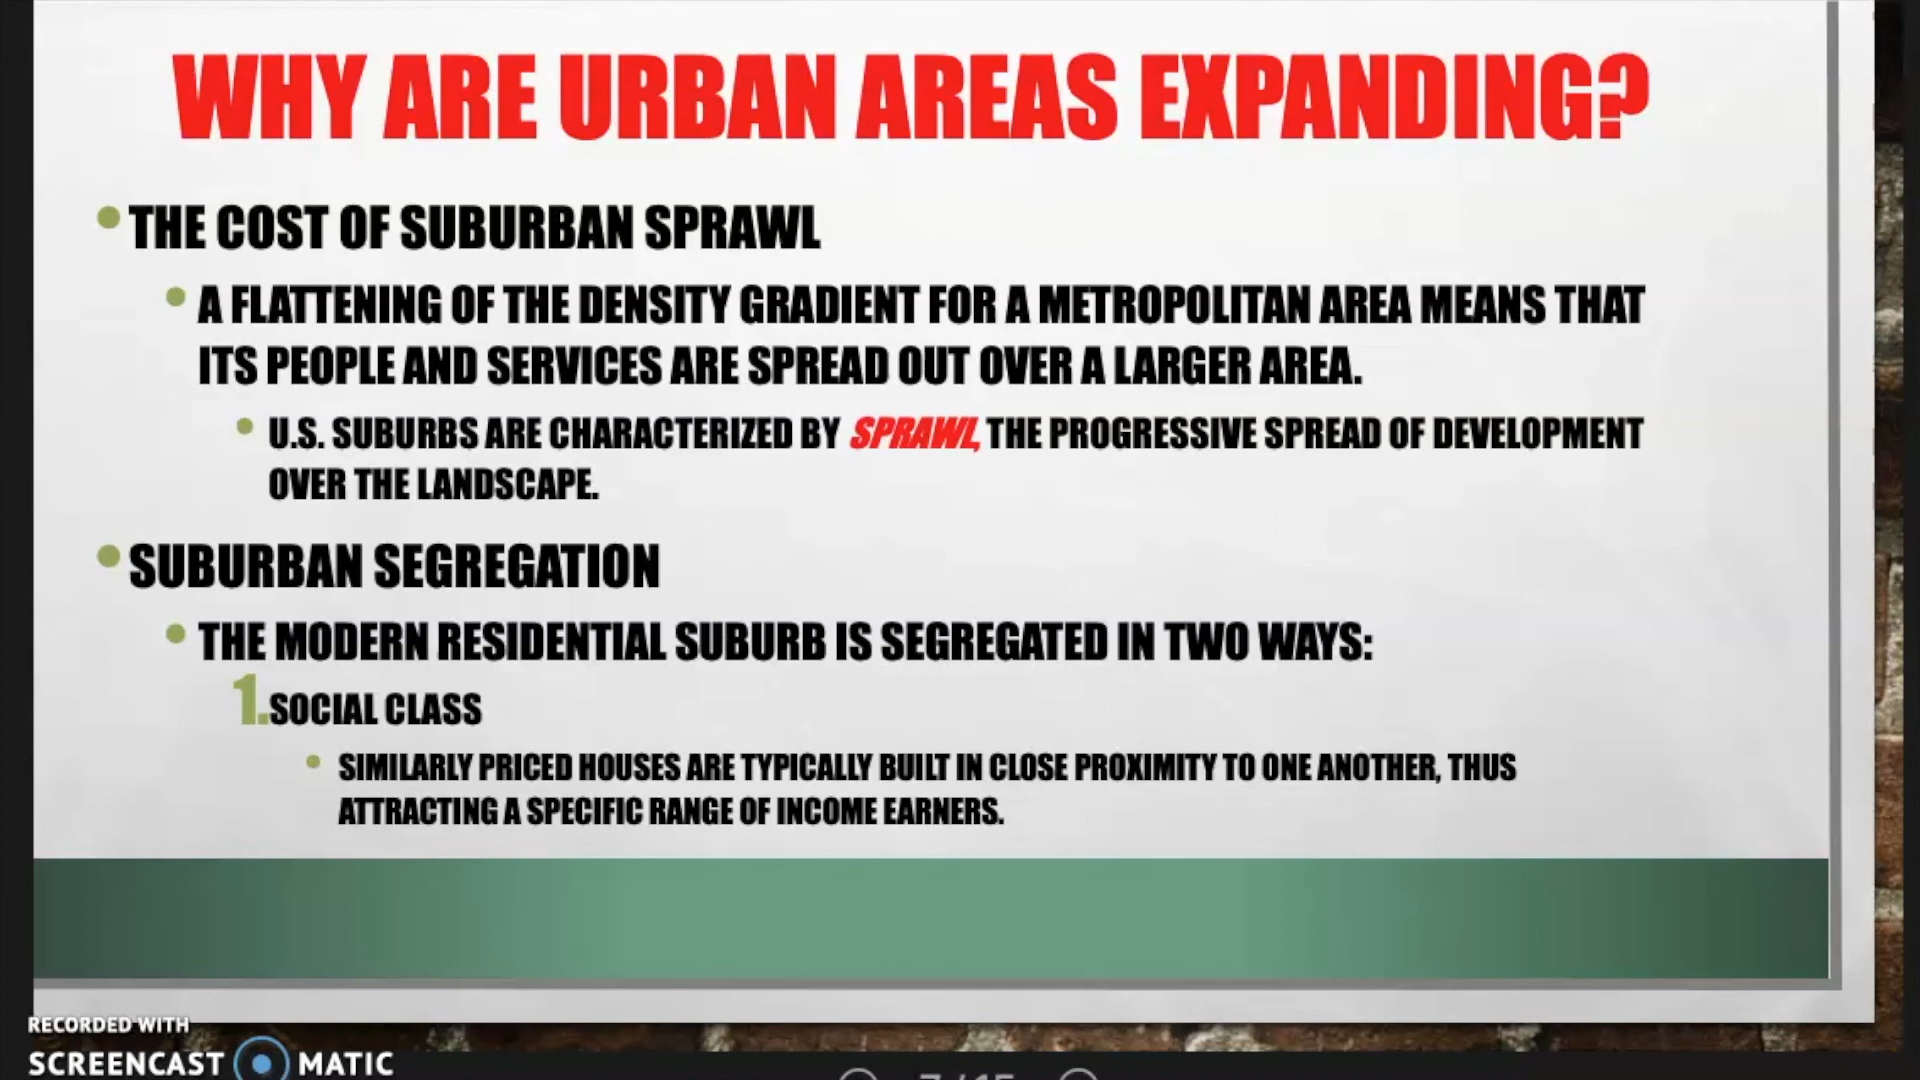 WHY ARE URBAN AREAS EXPANDING?
THE COST OF SUBURBAN SPRAWL
A FLATTENING OF THE DENSITY GRADIENT FOR A METROPOLITAN AREA MEANS THAT
ITS PEOPLE AND SERVICES ARE SPREAD OUT OVER A LARGER AREA.
U.S. SUBURBS ARE CHARACTERIZED BY SPRAWL, THE PROGRESSIVE SPREAD OF DEVELOPMENT
OVER THE LANDSCAPE.
SUBURBAN SEGREGATION
THE MODERN RESIDENTIAL SUBURB IS SEGREGATED IN TWO WAYS:
1. SOCIAL CLASS
SIMILARLY PRICED HOUSES ARE TYPICALLY BUILT IN CLOSE PROXIMITY TO ONE ANOTHER, THUS
ATTRACTING A SPECIFIC RANGE OF INCOME EARNERS.
RECORDED WITH
SCREENCAST MATIC